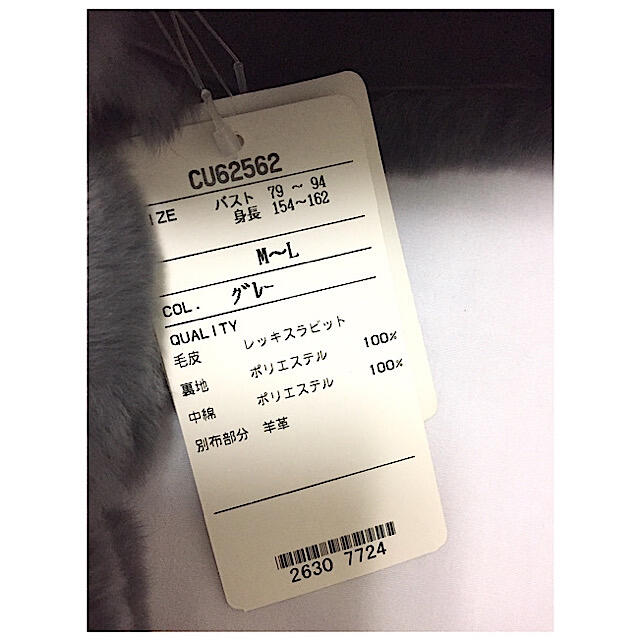 CU62562
IZE バスト 79 ～ 94
身長 154～162
M～L
COL. グレー
QUALITY
毛皮 レッキスラビット
裏地 ポリエステル 100%
中綿 ポリエステル 100%
別布部分 羊革
2630 7724